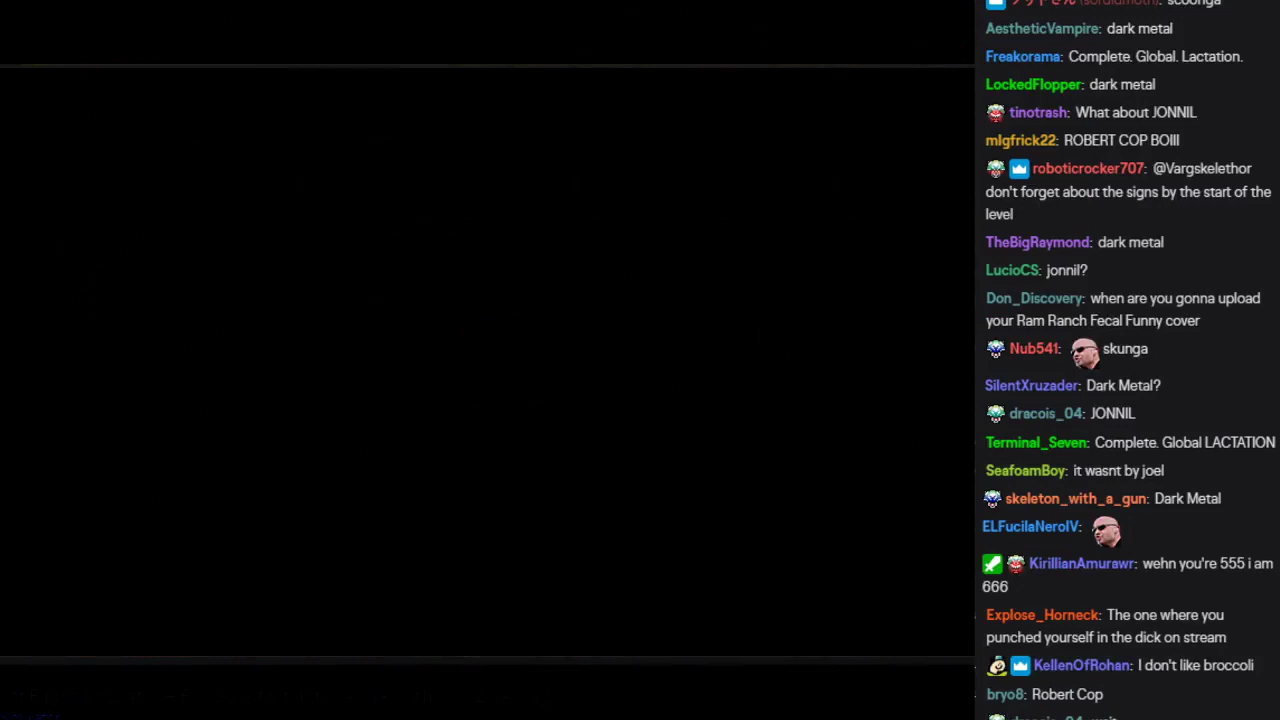 scoonga
AestheticVampire: dark metal
Freakorama: Complete. Global. Lactation.
LockedFlopper: dark metal
tinotrash: What about JONNIL
mlgfrick22: ROBERT COP BOIII
roboticrocker707: @Vargskelethor
don't forget about the signs by the start of the
level
TheBigRaymond: dark metal
LucioCS: jonnil?
Don_Discovery: when are you gonna upload
your Ram Ranch Fecal Funny cover
Nub541: skunga
SilentXruzader: Dark Metal?
dracois_04: JONNIL
Terminal_Seven: Complete. Global LACTATION
SeafoamBoy: it wasnt by joel
skeleton_with_a_gun: Dark Metal
ELFucilaNeroIV:
KirillianAmurawr: wehn you're 555 i am
666
Explose_Horneck: The one where you
punched yourself in the dick on stream
KellenOfRohan: I don't like broccoli
bryo8: Robert Cop
dracois_04: wait